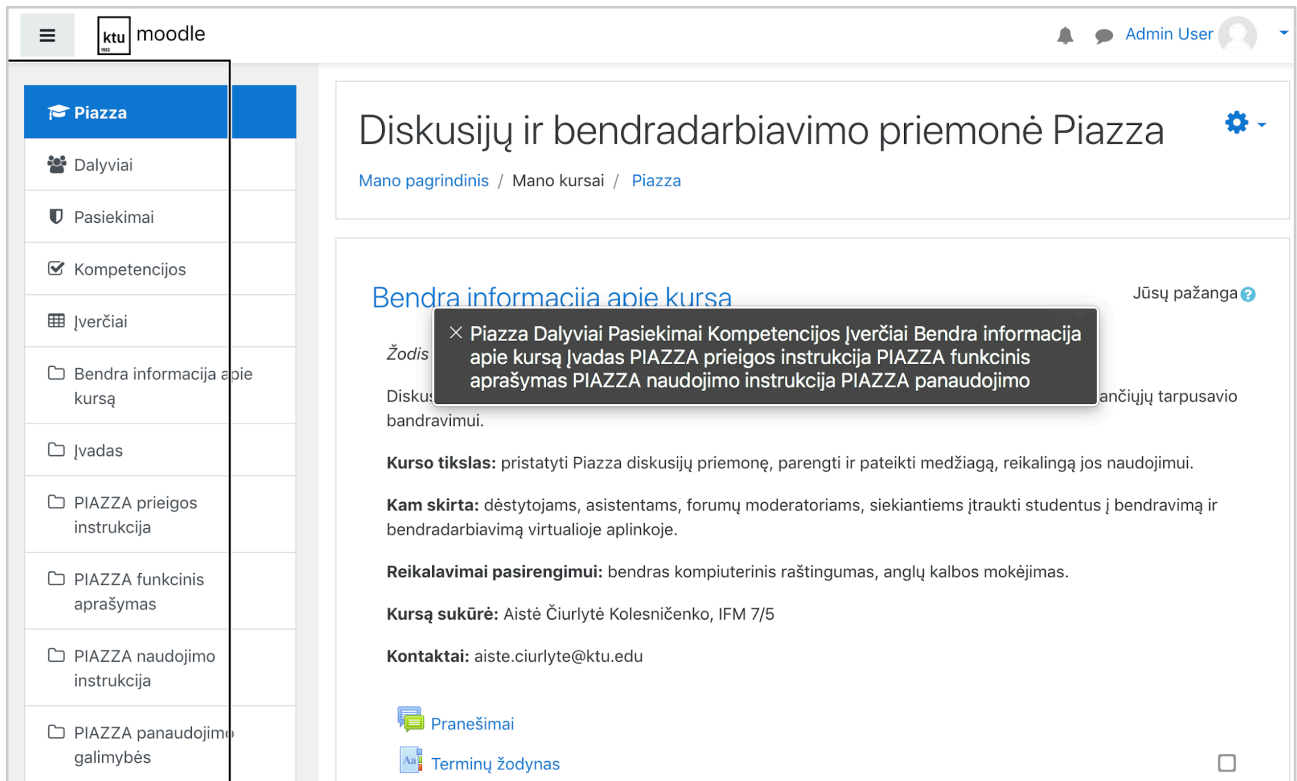 ktu
1922
moodle
Admin User
Piazza
Dalyviai
Pasiekimai
Kompetencijos
Įverčiai
Bendra informacija apie
kursą
Įvadas
PIAZZA prieigos
instrukcija
PIAZZA funkcinis
aprašymas
PIAZZA naudojimo
instrukcija
PIAZZA panaudojimo
galimybės
Diskusijų ir bendradarbiavimo priemonė Piazza
Mano pagrindinis / Mano kursai / Piazza
Bendra informacija apie kursą
Jūsų pažanga
Piazza Dalyviai Pasiekimai Kompetencijos Įverčiai Bendra informacija
apie kursą Įvadas PIAZZA prieigos instrukcija PIAZZA funkcinis
aprašymas PIAZZA naudojimo instrukcija PIAZZA panaudojimo
Žodis
tarpusavio
bandravimui.
Kurso tikslas: pristatyti Piazza diskusijų priemonę, parengti ir pateikti medžiagą, reikalingą jos naudojimui.
Kam skirta: dėstytojams, asistentams, forumų moderatoriams, siekiantiems įtraukti studentus į bendravimą ir
bendradarbiavimą virtualioje aplinkoje.
Reikalavimai pasirengimui: bendras kompiuterinis raštingumas, anglų kalbos mokėjimas.
Kursą sukūrė: Aistė Čiurlytė Kolesničenko, IFM 7/5
Kontaktai: aiste.ciurlyte@ktu.edu
Pranešimai
Terminų žodynas